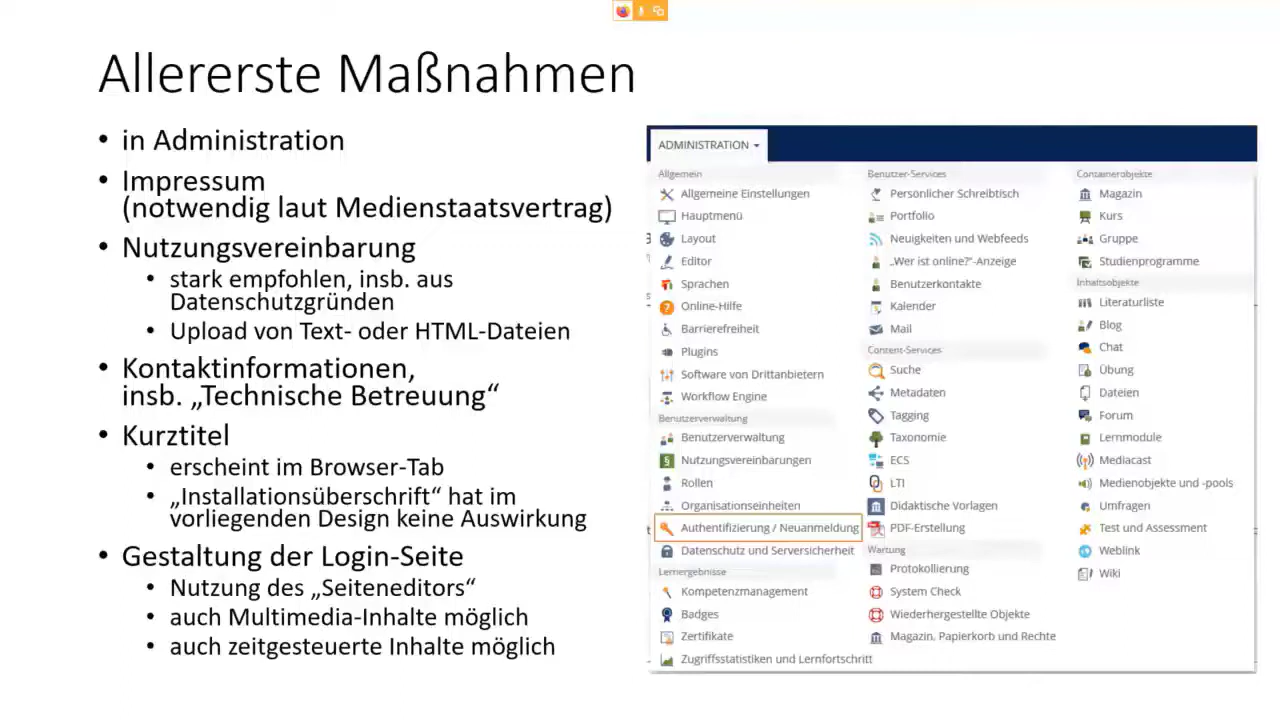 Allererste Maßnahmen
• in Administration
• Impressum
(notwendig laut Medienstaatsvertrag)
• Nutzungsvereinbarung
• stark empfohlen, insb. aus
Datenschutzgründen
• Upload von Text- oder HTML-Dateien
• Kontaktinformationen,
insb. „Technische Betreuung“
• Kurztitel
• erscheint im Browser-Tab
• „Installationsüberschrift“ hat im
vorliegenden Design keine Auswirkung
• Gestaltung der Login-Seite
• Nutzung des „Seiteneditors“
• auch Multimedia-Inhalte möglich
• auch zeitgesteuerte Inhalte möglich
ADMINISTRATION
Allgemein
Allgemeine Einstellungen
Hauptmenü
Layout
Editor
Sprachen
Online-Hilfe
Barrierefreiheit
Plugins
Software von Drittanbietern
Workflow Engine
Benutzerverwaltung
Benutzerverwaltung
Nutzungsvereinbarungen
Rollen
Organisationseinheiten
Authentifizierung / Neuanmeldung
Datenschutz und Serversicherheit
Lernergebnisse
Kompetenzmanagement
Badges
Zertifikate
Zugriffsstatistiken und Lernfortschritt
Benutzer-Services
Persönlicher Schreibtisch
Portfolio
Neuigkeiten und Webfeeds
„Wer ist online?“-Anzeige
Benutzerkontakte
Kalender
Mail
Content-Services
Suche
Metadaten
Tagging
Taxonomie
ECS
LTI
Didaktische Vorlagen
PDF-Erstellung
Wartung
Protokollierung
System Check
Wiederhergestellte Objekte
Magazin, Papierkorb und Rechte
Containerobjekte
Magazin
Kurs
Gruppe
Studienprogramme
Inhaltsobjekte
Literaturliste
Blog
Chat
Übung
Dateien
Forum
Lernmodule
Mediacast
Medienobjekte und -pools
Umfragen
Test und Assessment
Weblink
Wiki